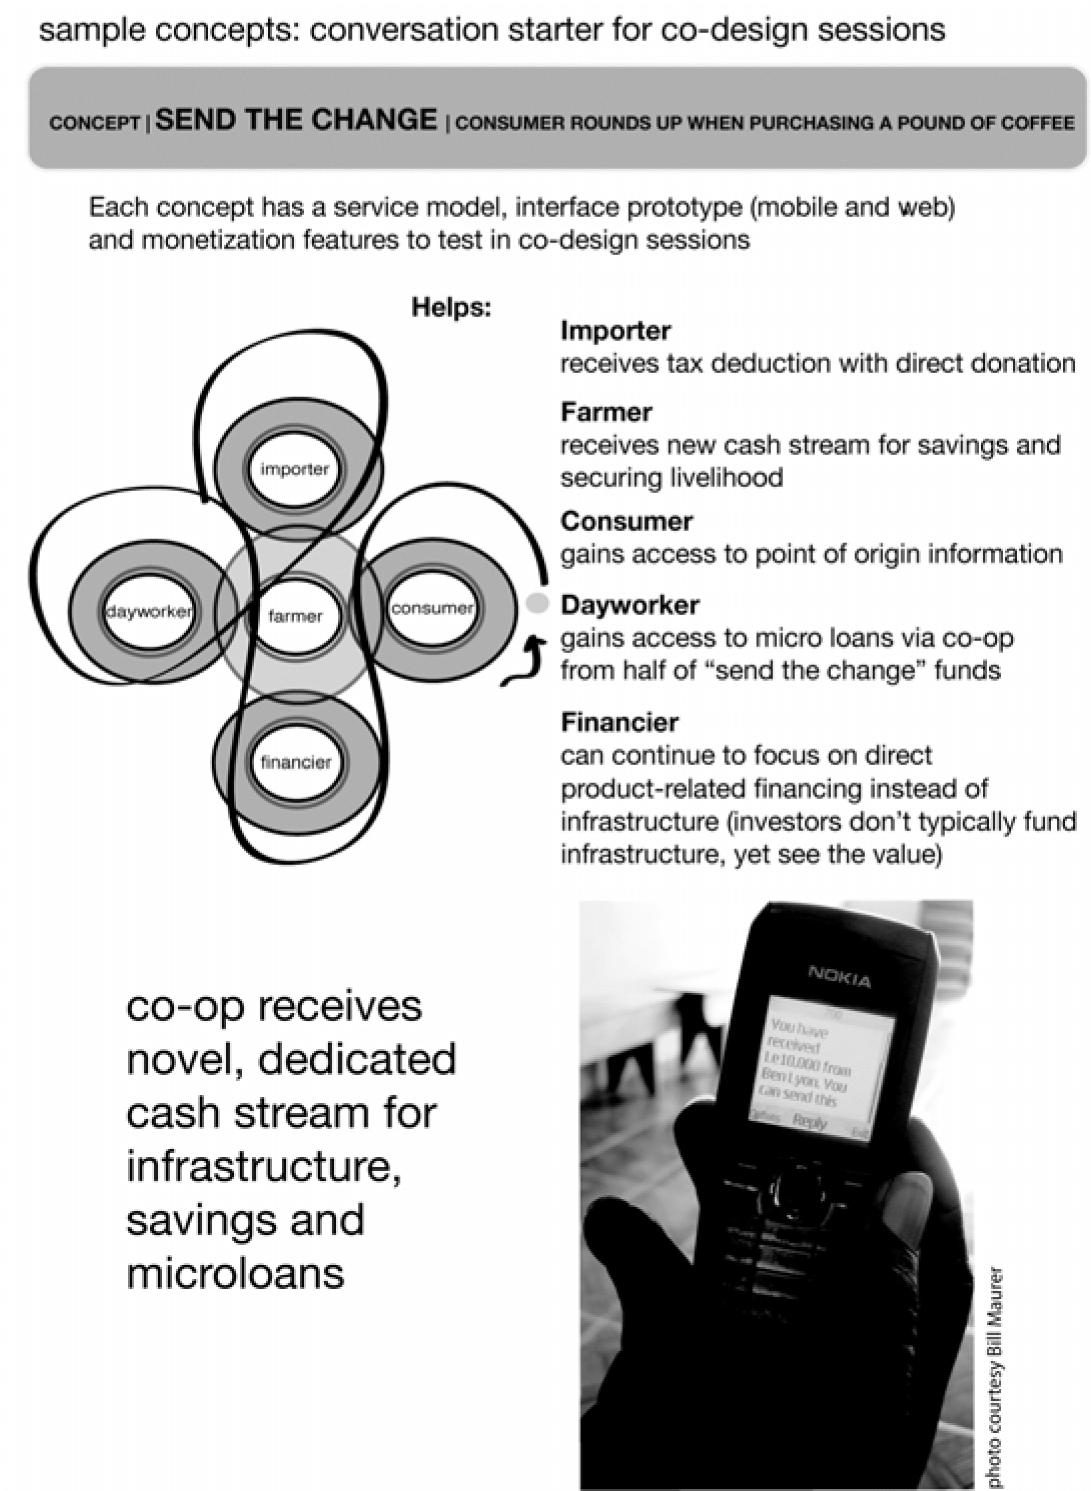 sample concepts: conversation starter for co-design sessions
CONCEPT | SEND THE CHANGE | CONSUMER ROUNDS UP WHEN PURCHASING A POUND OF COFFEE
Each concept has a service model, interface prototype (mobile and web)
and monetization features to test in co-design sessions
Helps:
importer
dayworker
farmer
consumer
financier
Importer
receives tax deduction with direct donation
Farmer
receives new cash stream for savings and
securing livelihood
Consumer
gains access to point of origin information
Dayworker
gains access to micro loans via co-op
from half of “send the change” funds
Financier
can continue to focus on direct
product-related financing instead of
infrastructure (investors don’t typically fund
infrastructure, yet see the value)
co-op receives
novel, dedicated
cash stream for
infrastructure,
savings and
microloans
NOKIA
You have
received
Le10,000 from
Ben Lyon. You
can send this
Options Reply Exit
photo courtesy Bill Maurer